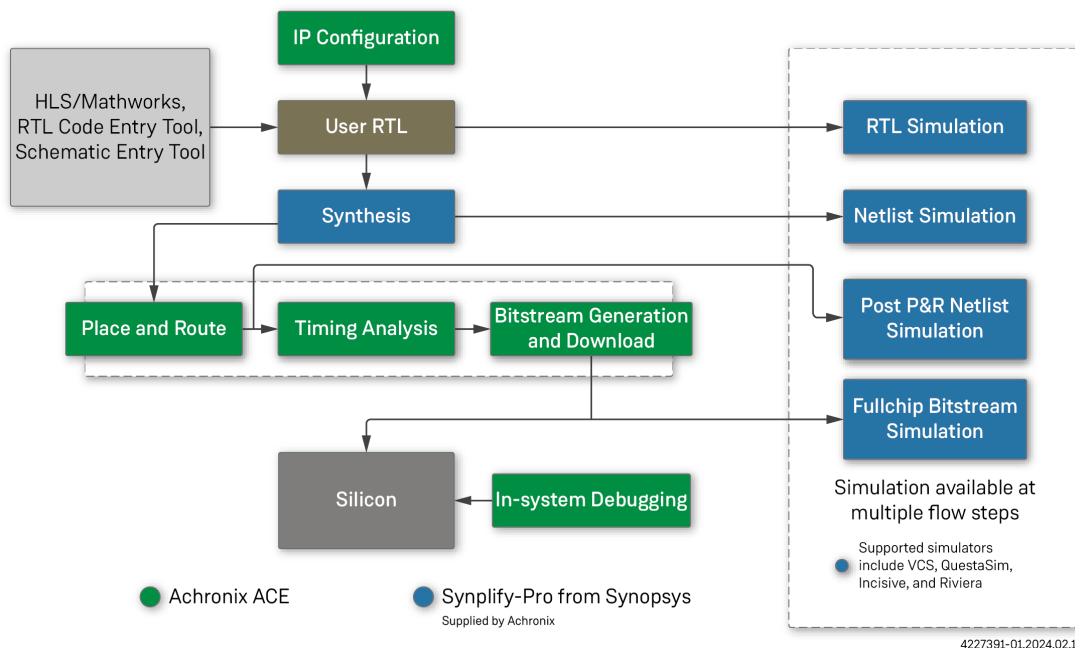 IP Configuration
HLS/Mathworks,
RTL Code Entry Tool,
Schematic Entry Tool
User RTL
RTL Simulation
Synthesis
Netlist Simulation
Place and Route
Timing Analysis
Bitstream Generation
and Download
Post P&R Netlist
Simulation
Fullchip Bitstream
Simulation
Silicon
In-system Debugging
Simulation available at
multiple flow steps
Supported simulators
include VCS, QuestaSim,
Incisive, and Riviera
Achronix ACE
Synplify-Pro from Synopsys
Supplied by Achronix
4227391-01.2024.02.1